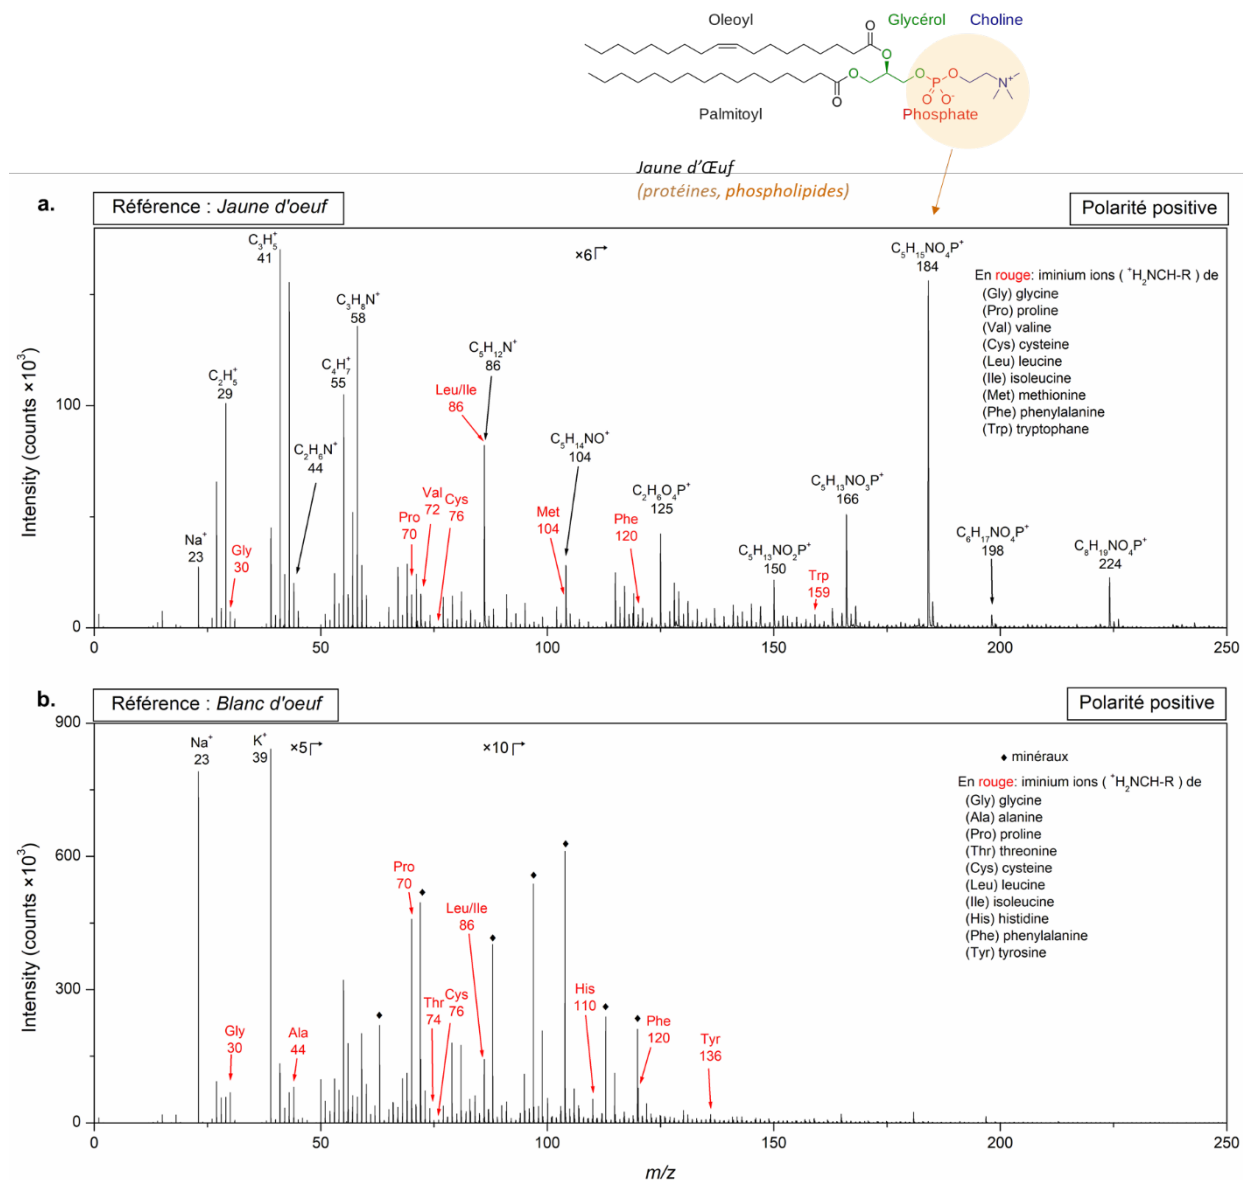 Oleoyl
Glycérol
Choline
O
O
O
O
O
P
O
N+
O
O-
Palmitoyl
Phosphate
Jaune d'Œuf
(protéines, phospholipides)
a.
Référence : Jaune d'oeuf
Polarité positive
C3H5+
41
×6
C5H15NO4P+
184
En rouge: iminium ions ( +H2NCH-R ) de
(Gly) glycine
(Pro) proline
(Val) valine
(Cys) cysteine
(Leu) leucine
(Ile) isoleucine
(Met) methionine
(Phe) phenylalanine
(Trp) tryptophane
C3H8N+
58
C5H12N+
86
C2H5+
29
C4H7+
55
Leu/Ile
86
C2H6N+
44
C5H14NO+
104
C2H6O4P+
125
C5H13NO3P+
166
Val
72
Cys
76
Pro
70
Met
104
Phe
120
Na+
23
Gly
30
C5H13NO2P+
150
Trp
159
C6H17NO4P+
198
C8H19NO4P+
224
Intensity (counts ×10³)
100
0
0
50
100
150
200
250
b.
Référence : Blanc d'oeuf
Polarité positive
Na+
23
K+
39
×5
×10
♦ minéraux
En rouge: iminium ions ( +H2NCH-R ) de
(Gly) glycine
(Ala) alanine
(Pro) proline
(Thr) threonine
(Cys) cysteine
(Leu) leucine
(Ile) isoleucine
(His) histidine
(Phe) phenylalanine
(Tyr) tyrosine
Pro
70
Leu/Ile
86
Thr
74
Cys
76
His
110
Phe
120
Tyr
136
Gly
30
Ala
44
Intensity (counts ×10³)
900
600
300
0
0
50
100
150
200
250
m/z